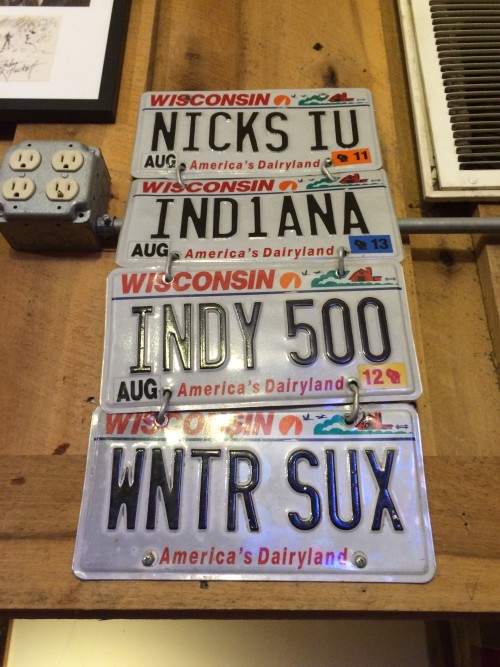 WISCONSIN
NICKS IU
AUG America's Dairyland 11
WISCONSIN
IND1ANA
AUG America's Dairyland 13
WISCONSIN
INDY 500
AUG America's Dairyland 12
WISCONSIN
WNTR SUX
America's Dairyland